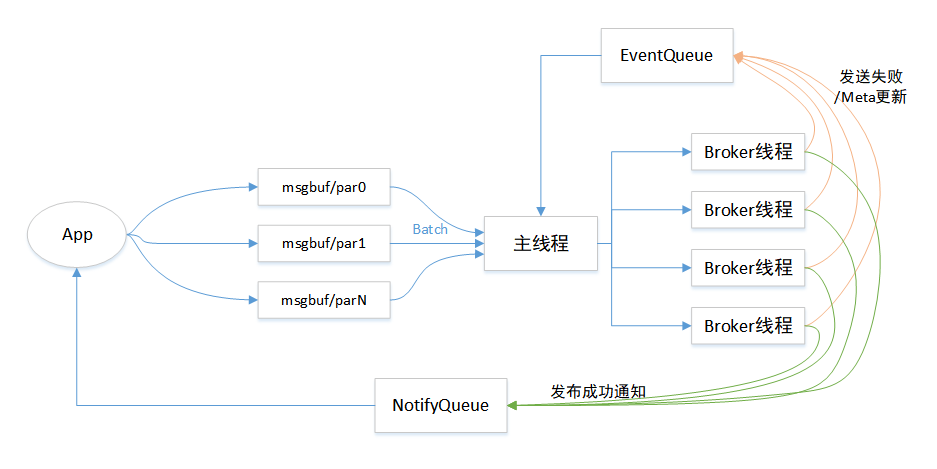 EventQueue
发送失败
/Meta更新
Broker线程
msgbuf/par0
Broker线程
App
msgbuf/par1
Batch
主线程
Broker线程
msgbuf/parN
Broker线程
发布成功通知
NotifyQueue